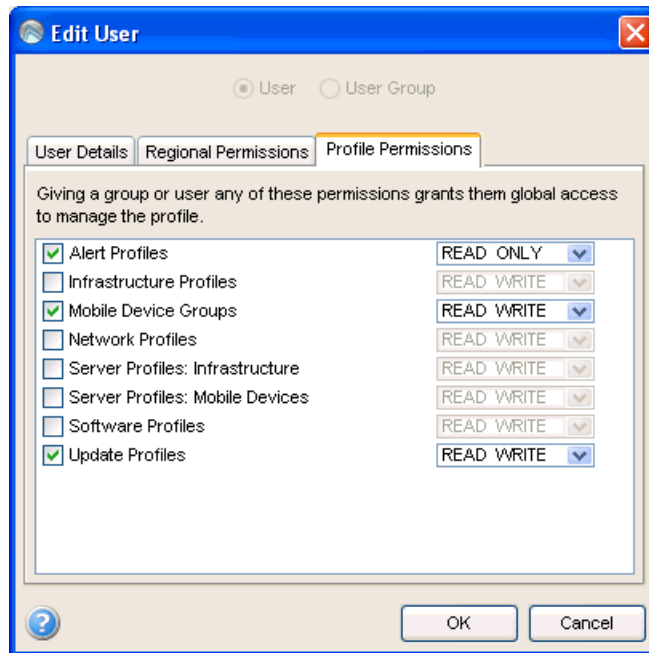 Edit User
User User Group
User Details Regional Permissions Profile Permissions
Giving a group or user any of these permissions grants them global access
to manage the profile.
Alert Profiles READ ONLY
Infrastructure Profiles READ WRITE
Mobile Device Groups READ WRITE
Network Profiles READ WRITE
Server Profiles: Infrastructure READ WRITE
Server Profiles: Mobile Devices READ WRITE
Software Profiles READ WRITE
Update Profiles READ WRITE
? OK Cancel